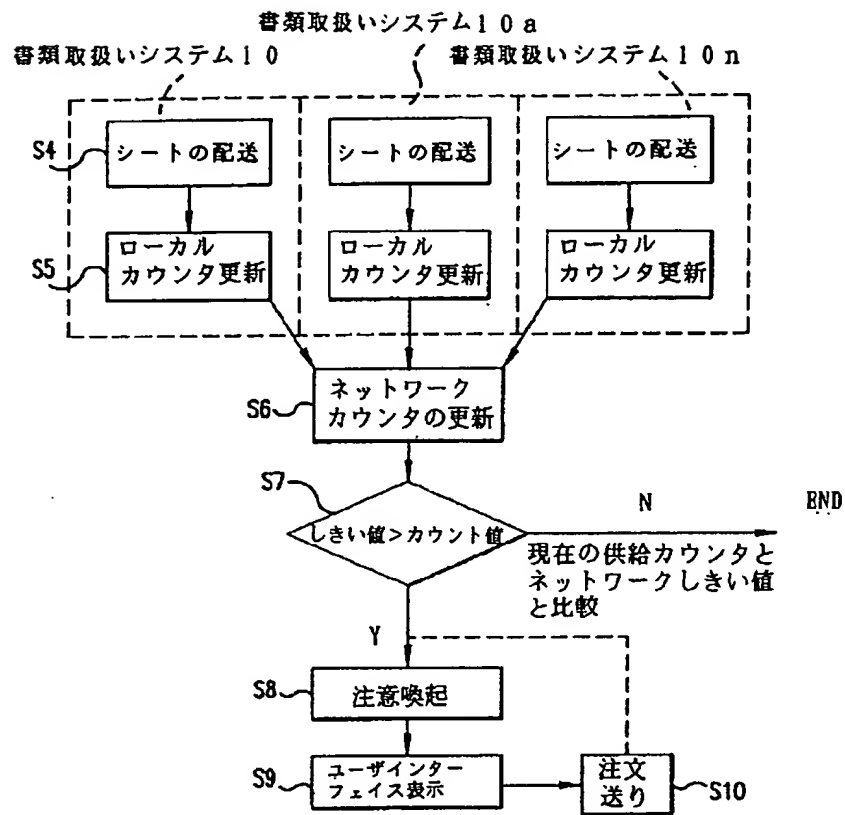 書類取扱いシステム10a
書類取扱いシステム10
書類取扱いシステム10n
S4
シートの配送
シートの配送
シートの配送
S5
ローカル
カウンタ更新
ローカル
カウンタ更新
ローカル
カウンタ更新
S6
ネットワーク
カウンタの更新
S7
しきい値>カウント値
N
END
現在の供給カウンタと
ネットワークしきい値
と比較
Y
S8
注意喚起
S9
ユーザインター
フェイス表示
注文
送り
S10